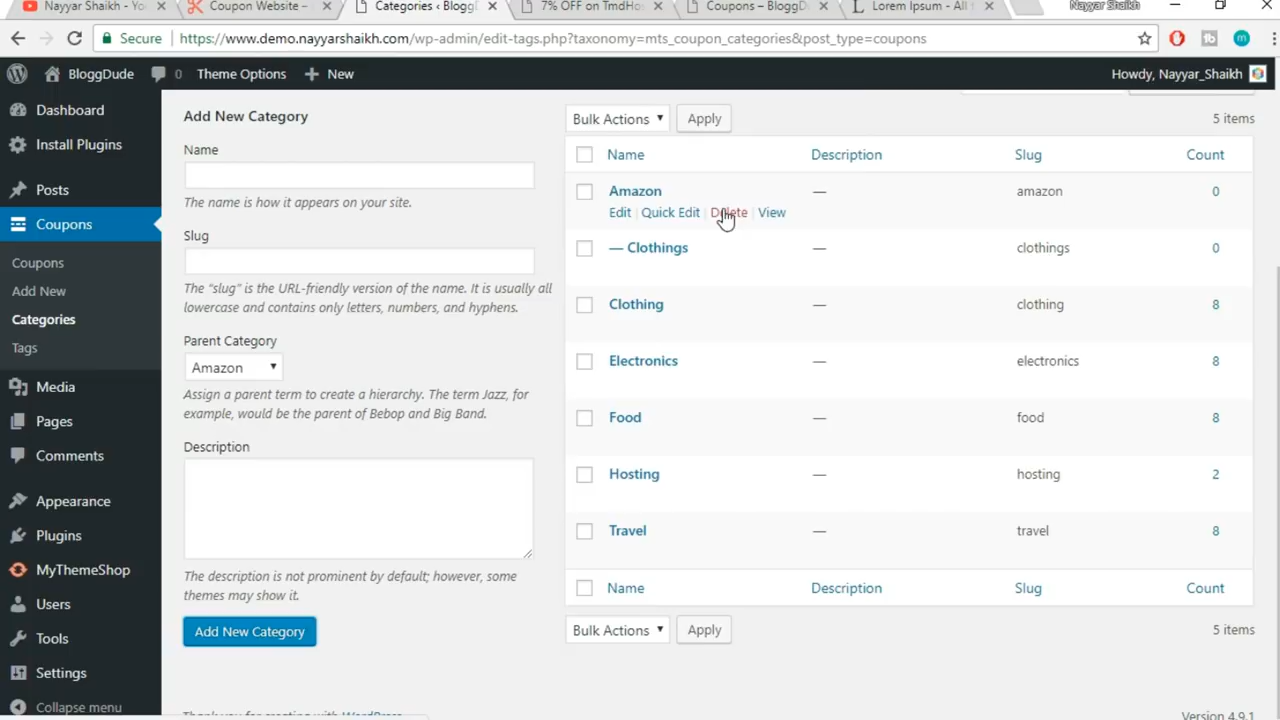 Nayyar Shaikh - Yo
Coupon Website –
Categories ‹ Blogg
7% OFF on TmdHos
Coupons – BloggD
Lorem Ipsum - All
Nayyar Shaikh
Secure
https://www.demo.nayyarshaikh.com/wp-admin/edit-tags.php?taxonomy=mts_coupon_categories&post_type=coupons
BloggDude 0 Theme Options + New
Howdy, Nayyar_Shaikh
Dashboard
Install Plugins
Posts
Coupons
Coupons
Add New
Categories
Tags
Media
Pages
Comments
Appearance
Plugins
MyThemeShop
Users
Tools
Settings
Collapse menu
Add New Category
Name
The name is how it appears on your site.
Slug
The “slug” is the URL-friendly version of the name. It is usually all
lowercase and contains only letters, numbers, and hyphens.
Parent Category
Amazon
Assign a parent term to create a hierarchy. The term Jazz, for
example, would be the parent of Bebop and Big Band.
Description
The description is not prominent by default; however, some
themes may show it.
Add New Category
Bulk Actions Apply 5 items
Name Description Slug Count
Amazon — amazon 0
Edit | Quick Edit | Delete | View
— Clothings — clothings 0
Clothing — clothing 8
Electronics — electronics 8
Food — food 8
Hosting — hosting 2
Travel — travel 8
Name Description Slug Count
Bulk Actions Apply 5 items
Thank you for creating with WordPress
Version 4.9.1